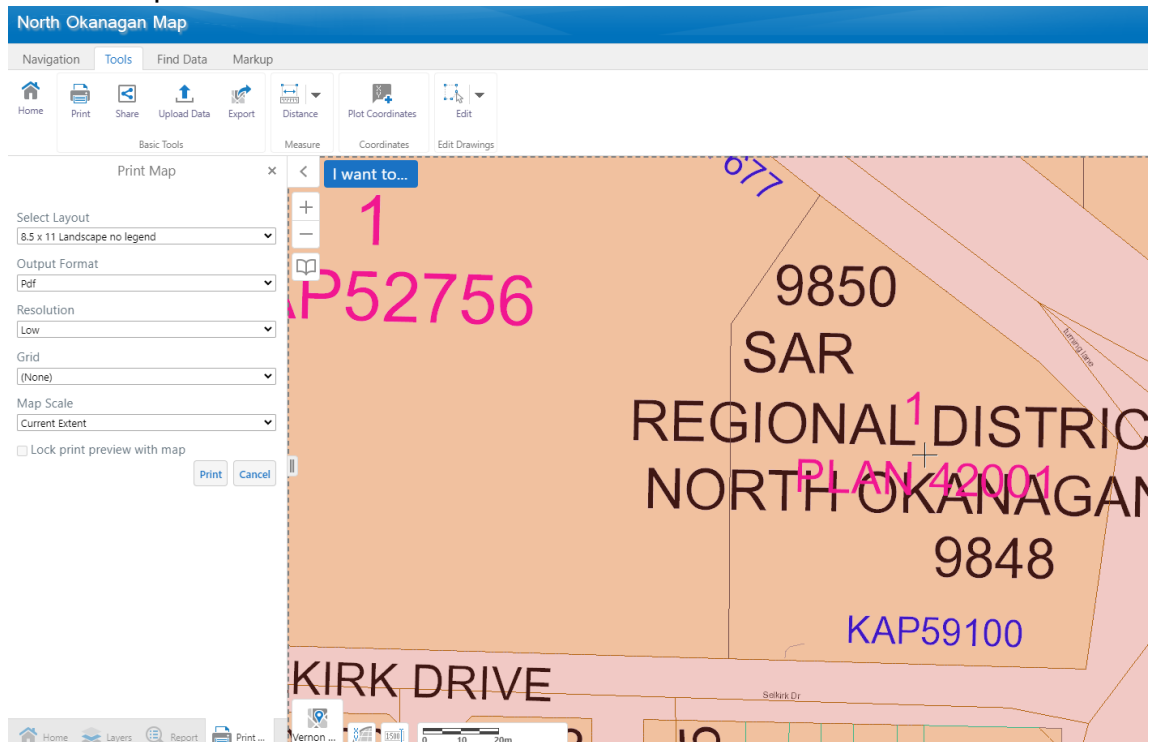 North Okanagan Map
Navigation Tools Find Data Markup
Home Print Share Upload Data Export Distance Plot Coordinates Edit
Basic Tools Measure Coordinates Edit Drawings
Print Map
Select Layout
8.5 x 11 Landscape no legend
Output Format
Pdf
Resolution
Low
Grid
(None)
Map Scale
Current Extent
Lock print preview with map
Print Cancel
Home Layers Report Print ...
I want to...
677
1
AP52756
9850
SAR
turning lane
REGIONAL DISTRIC
1
NORTH OKANAGAN
PLAN 42001
9848
KAP59100
KIRK DRIVE
Selkirk Dr
Vernon ...
0 10 20m